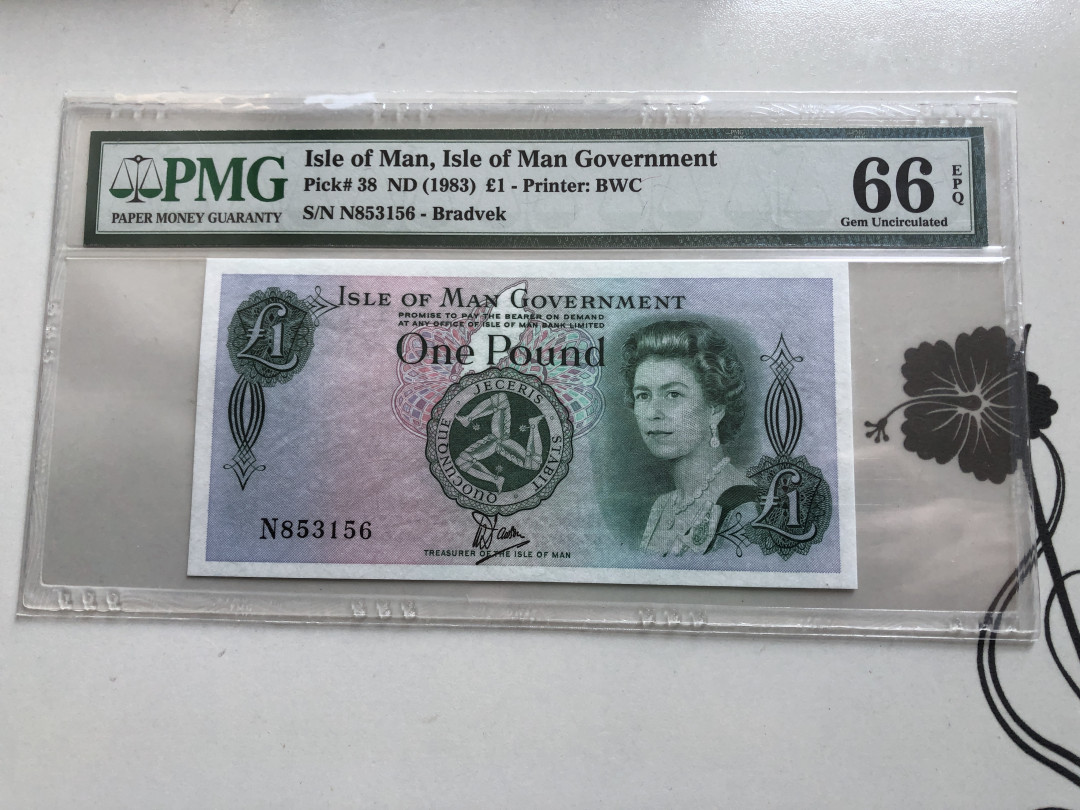 PMG
PAPER MONEY GUARANTY
Isle of Man, Isle of Man Government
Pick# 38 ND (1983) £1 - Printer: BWC
S/N N853156 - Bradvek
66
EPQ
Gem Uncirculated
£1
ISLE OF MAN GOVERNMENT
PROMISE TO PAY THE BEARER ON DEMAND
AT ANY OFFICE OF ISLE OF MAN BANK LIMITED
One Pound
QUOCUNQUE JECERIS STABIT
N853156
TREASURER OF THE ISLE OF MAN
£1